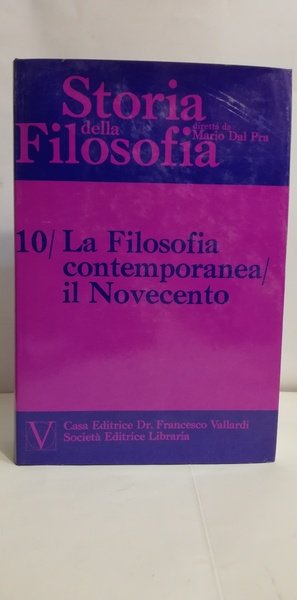 Storia
della
diretta da
Filosofia
Mario Dal Pra
10/ La Filosofia
contemporanea/
il Novecento
V
Casa Editrice Dr. Francesco Vallardi
Società Editrice Libraria